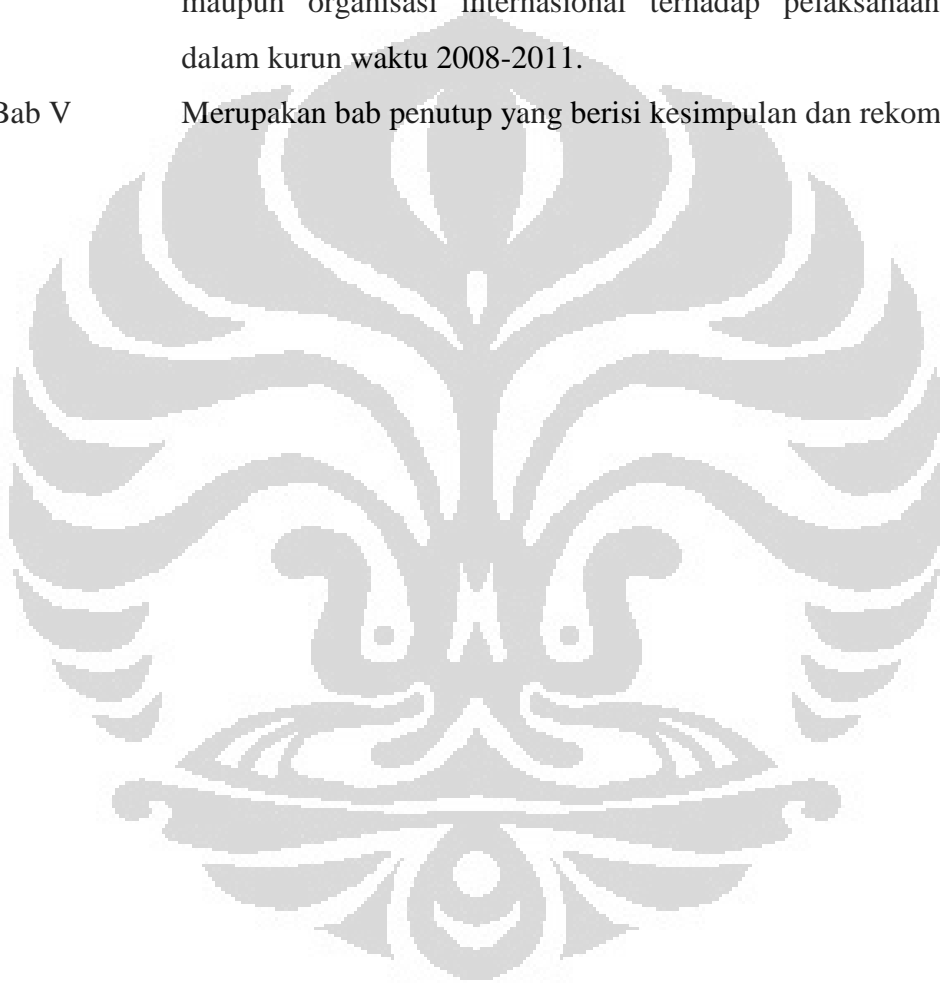 maupun organisasi internasional terhadap pelaksanaan
dalam kurun waktu 2008-2011.
Bab V Merupakan bab penutup yang berisi kesimpulan dan rekom